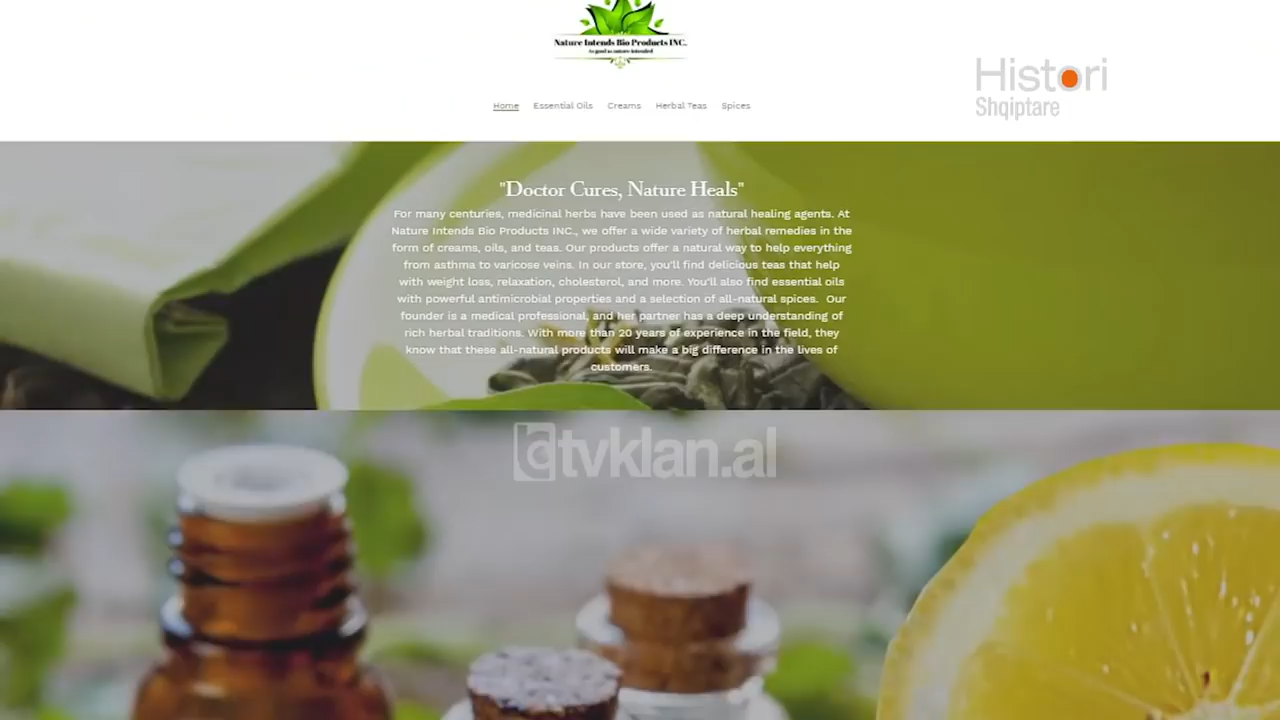 Nature Intends Bio Products INC.
as good as nature intended
Home Essential Oils Creams Herbal Teas Spices
Histori
Shqiptare
"Doctor Cures, Nature Heals"
For many centuries, medicinal herbs have been used as natural healing agents. At
Nature Intends Bio Products INC., we offer a wide variety of herbal remedies in the
form of creams, oils, and teas. Our products offer a natural way to help everything
from asthma to varicose veins. In our store, you'll find delicious teas that help
with weight loss, relaxation, cholesterol, and more. You'll also find essential oils
with powerful antimicrobial properties and a selection of all-natural spices. Our
founder is a medical professional, and her partner has a deep understanding of
rich herbal traditions. With more than 20 years of experience in the field, they
know that these all-natural products will make a big difference in the lives of
customers.
tvklan.al